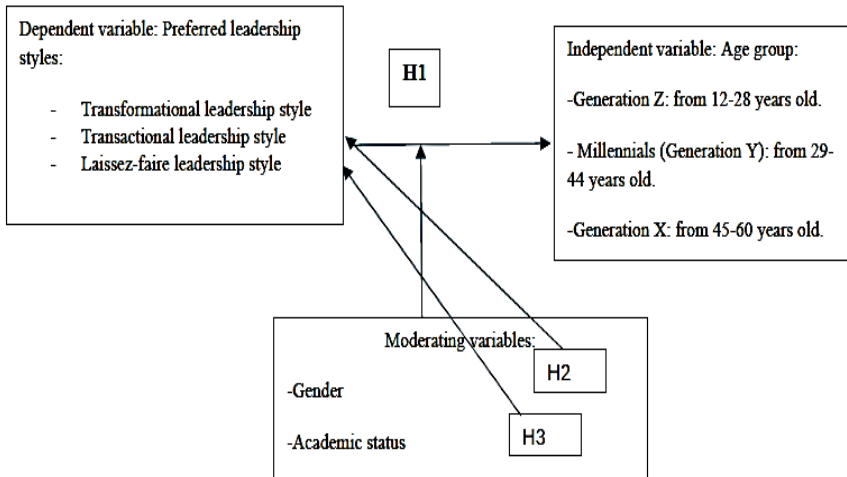 Dependent variable: Preferred leadership
styles:
- Transformational leadership style
- Transactional leadership style
- Laissez-faire leadership style
H1
Independent variable: Age group:
-Generation Z: from 12-28 years old.
- Millennials (Generation Y): from 29-
44 years old.
-Generation X: from 45-60 years old.
Moderating variables:
H2
-Gender
H3
-Academic status